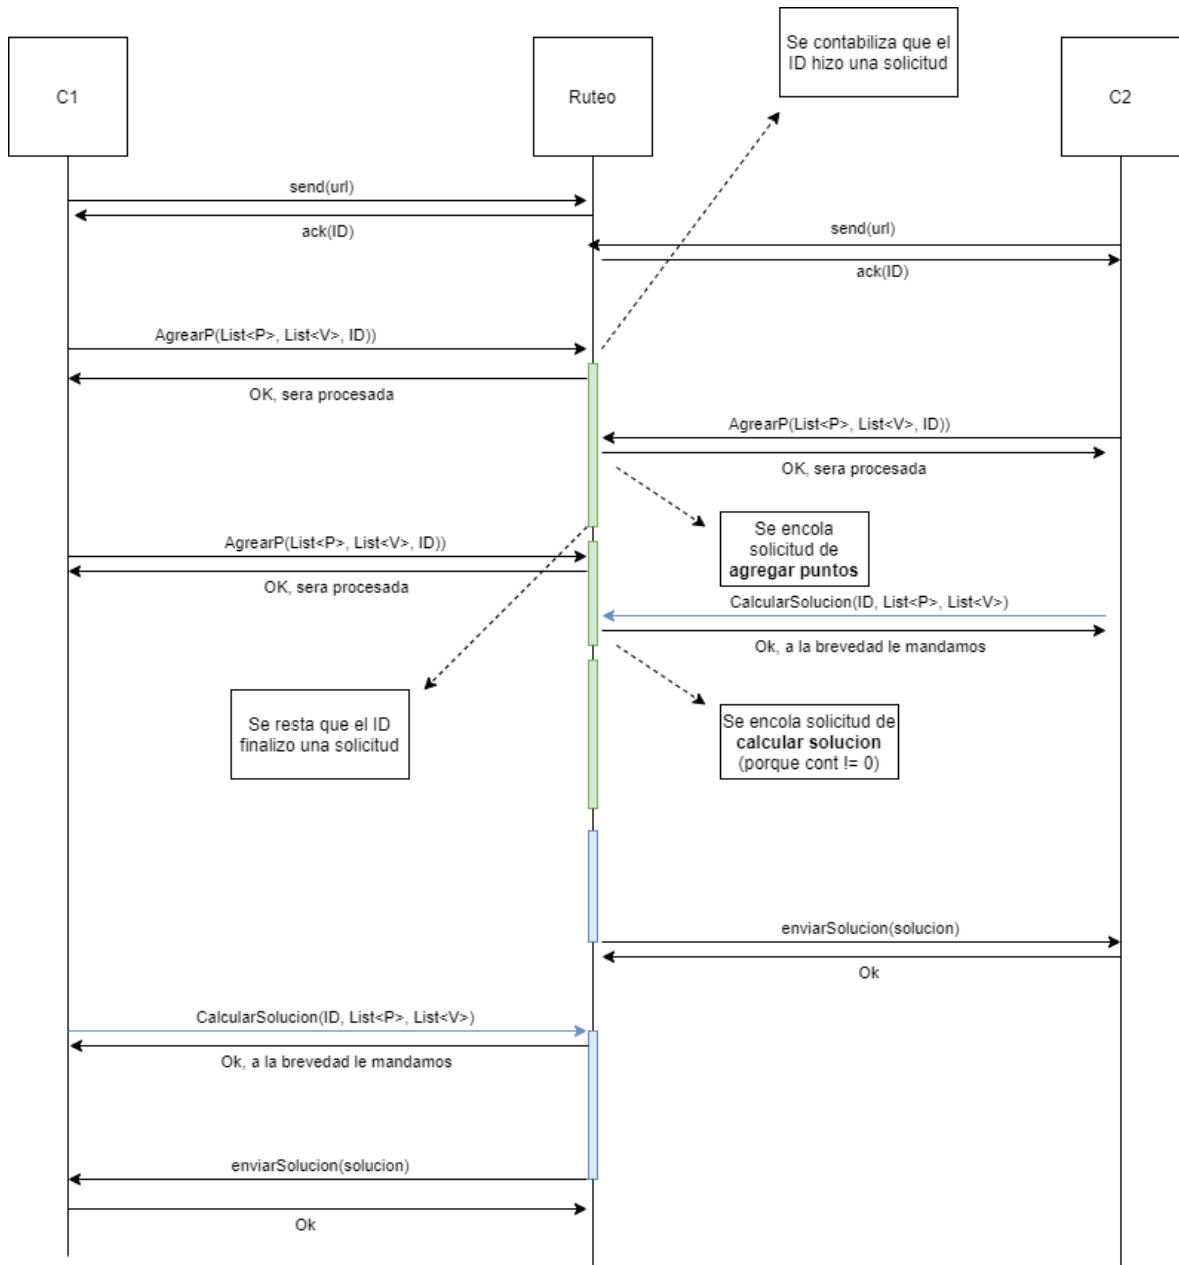 Se contabiliza que el
ID hizo una solicitud
C1
Ruteo
C2
send(url)
ack(ID)
send(url)
ack(ID)
AgrearP(List<P>, List<V>, ID))
OK, sera procesada
AgrearP(List<P>, List<V>, ID))
OK, sera procesada
Se encola
solicitud de
agregar puntos
AgrearP(List<P>, List<V>, ID))
OK, sera procesada
CalcularSolucion(ID, List<P>, List<V>)
Ok, a la brevedad le mandamos
Se resta que el ID
finalizo una solicitud
Se encola solicitud de
calcular solucion
(porque cont != 0)
enviarSolucion(solucion)
Ok
CalcularSolucion(ID, List<P>, List<V>)
Ok, a la brevedad le mandamos
enviarSolucion(solucion)
Ok